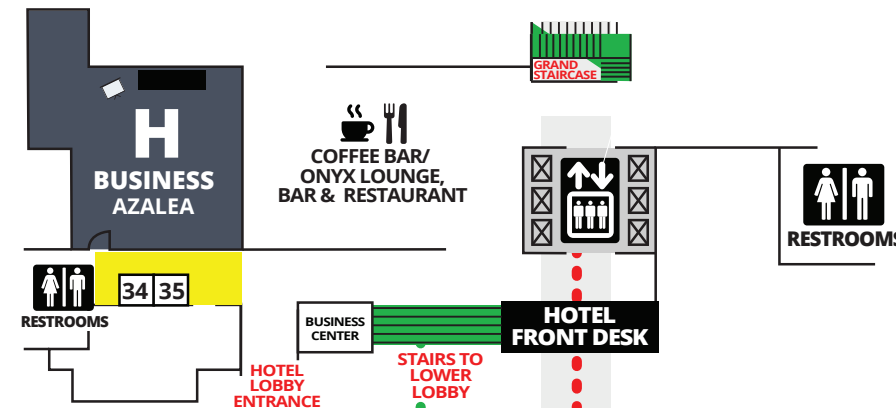 GRAND
STAIRCASE
H
BUSINESS
AZALEA
COFFEE BAR/
ONYX LOUNGE,
BAR & RESTAURANT
RESTROOMS
34 35
RESTROOMS
BUSINESS
CENTER
HOTEL
FRONT DESK
HOTEL
LOBBY
ENTRANCE
STAIRS TO
LOWER
LOBBY